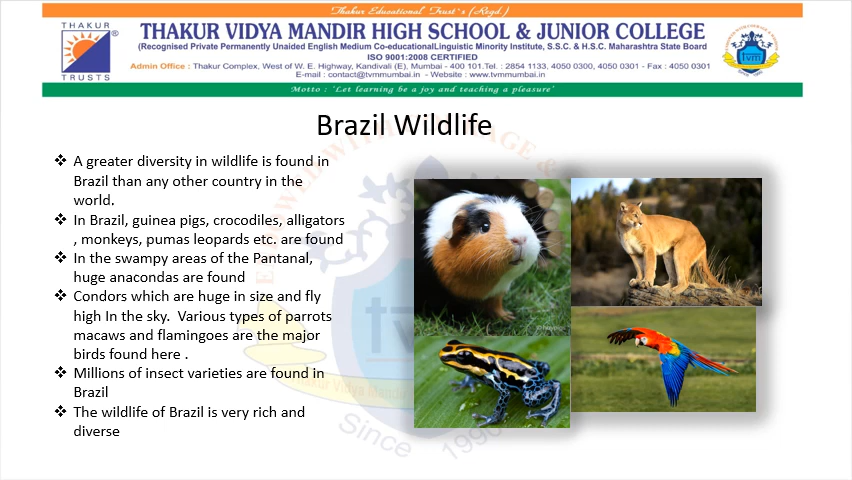 Thakur Educational Trust's (Regd.)
THAKUR
TRUSTS
®
THAKUR VIDYA MANDIR HIGH SCHOOL & JUNIOR COLLEGE
(Recognised Private Permanently Unaided English Medium Co-educationalLinguistic Minority Institute, S.S.C. & H.S.C. Maharashtra State Board
ISO 9001:2008 CERTIFIED
Admin Office : Thakur Complex, West of W. E. Highway, Kandivali (E), Mumbai - 400 101.Tel. : 2854 1133, 4050 0300, 4050 0301 - Fax : 4050 0301
E-mail : contact@tvmmumbai.in - Website : www.tvmmumbai.in
tvm
Motto : 'Let learning be a joy and teaching a pleasure'
Brazil Wildlife
❖ A greater diversity in wildlife is found in
Brazil than any other country in the
world.
❖ In Brazil, guinea pigs, crocodiles, alligators
, monkeys, pumas leopards etc. are found
❖ In the swampy areas of the Pantanal,
huge anacondas are found
❖ Condors which are huge in size and fly
high In the sky.  Various types of parrots
macaws and flamingoes are the major
birds found here .
❖ Millions of insect varieties are found in
Brazil
❖ The wildlife of Brazil is very rich and
diverse
tvm
Thakur Vidya Mandir
Since